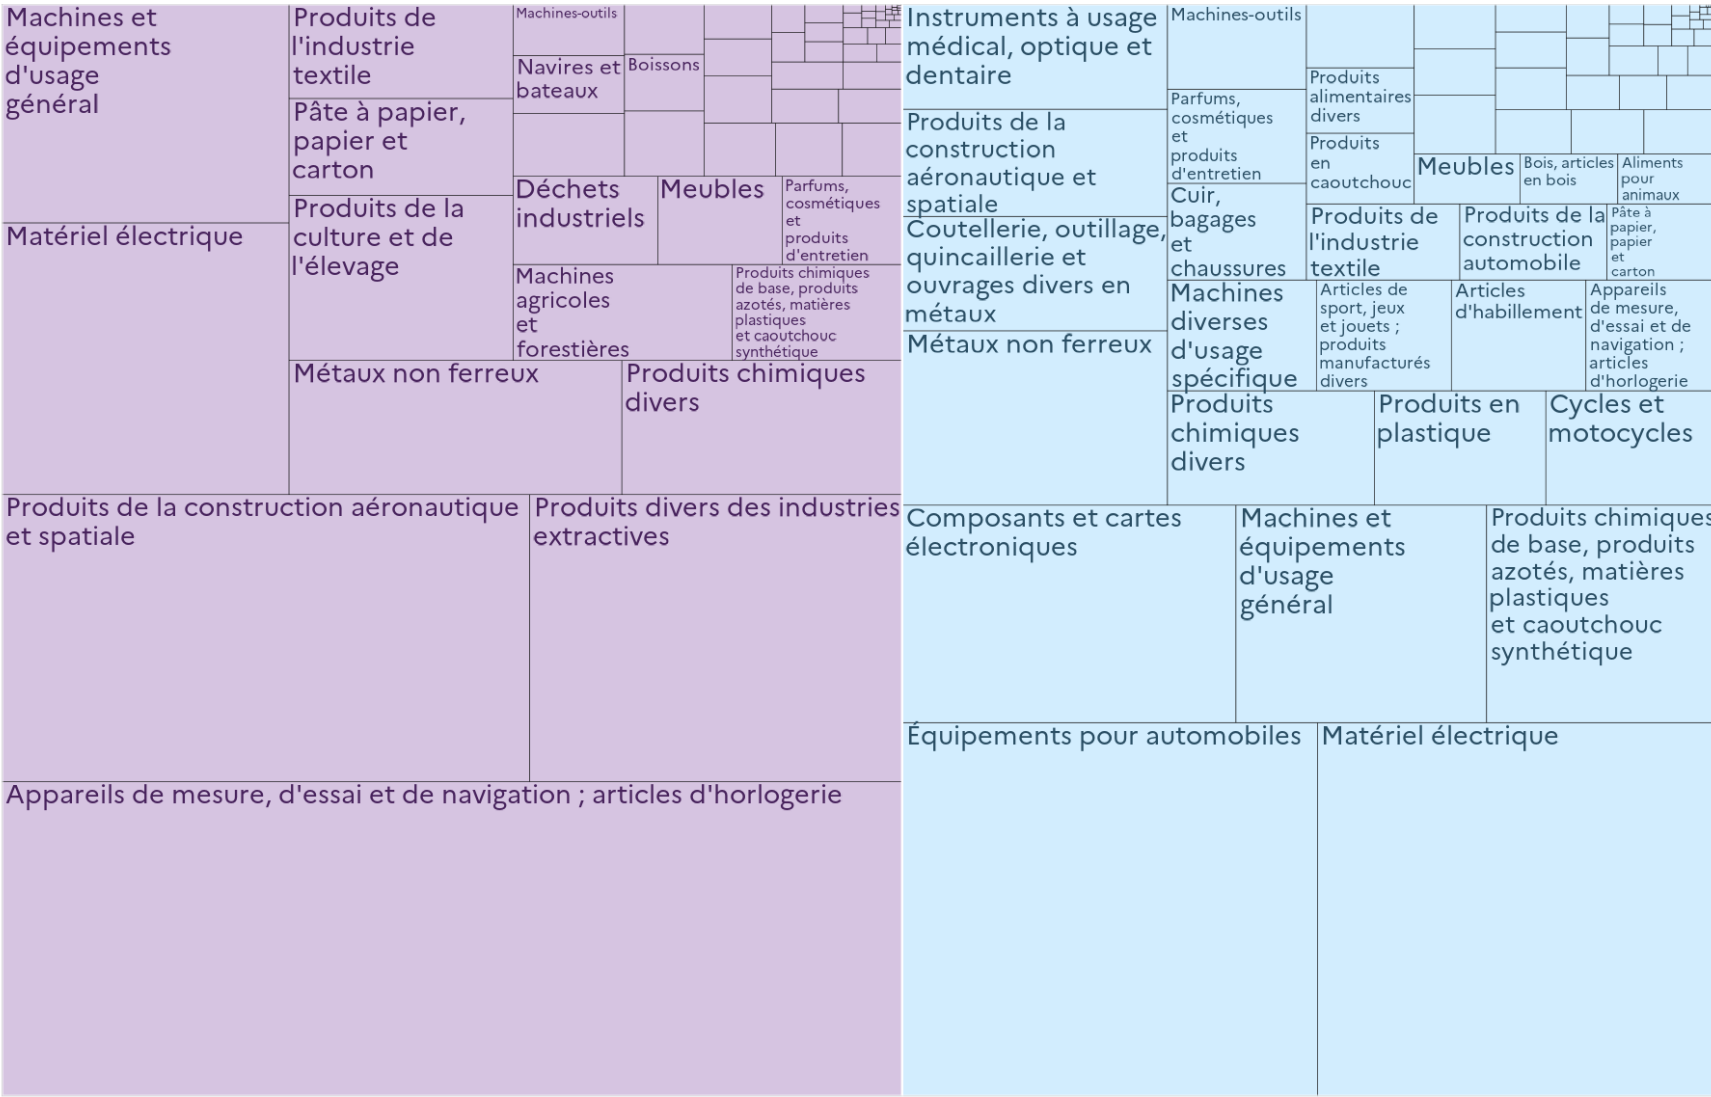 Machines et
équipements
d'usage
général
Matériel électrique
Produits de
l'industrie
textile
Pâte à papier,
papier et
carton
Produits de la
culture et de
l'élevage
Machines-outils
Navires et
bateaux
Boissons
Déchets
industriels
Meubles
Parfums,
cosmétiques
et
produits
d'entretien
Machines
agricoles
et
forestières
Produits chimiques
de base, produits
azotés, matières
plastiques
et caoutchouc
synthétique
Métaux non ferreux
Produits chimiques
divers
Produits de la construction aéronautique
et spatiale
Produits divers des industries
extractives
Appareils de mesure, d'essai et de navigation ; articles d'horlogerie
Instruments à usage
médical, optique et
dentaire
Produits de la
construction
aéronautique et
spatiale
Coutellerie, outillage,
quincaillerie et
ouvrages divers en
métaux
Métaux non ferreux
Machines-outils
Parfums,
cosmétiques
et
produits
d'entretien
Cuir,
bagages
et
chaussures
Produits
alimentaires
divers
Produits
en
caoutchouc
Meubles
Bois, articles
en bois
Aliments
pour
animaux
Produits de
l'industrie
textile
Produits de la
construction
automobile
Pâte à
papier,
papier
et
carton
Machines
diverses
d'usage
spécifique
Articles de
sport, jeux
et jouets ;
produits
manufacturés
divers
Articles
d'habillement
Appareils
de mesure,
d'essai et de
navigation ;
articles
d'horlogerie
Produits
chimiques
divers
Produits en
plastique
Cycles et
motocycles
Composants et cartes
électroniques
Machines et
équipements
d'usage
général
Produits chimiques
de base, produits
azotés, matières
plastiques
et caoutchouc
synthétique
Équipements pour automobiles
Matériel électrique